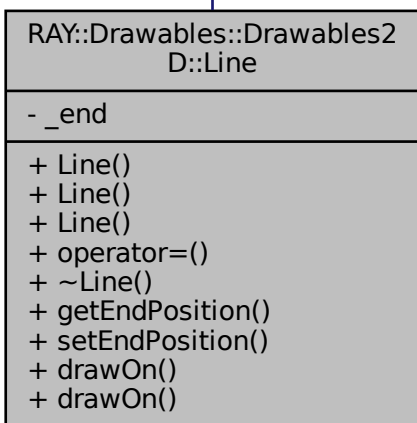 RAY::Drawables::Drawables2
D::Line
- _end
+ Line()
+ Line()
+ Line()
+ operator=()
+ ~Line()
+ getEndPosition()
+ setEndPosition()
+ drawOn()
+ drawOn()